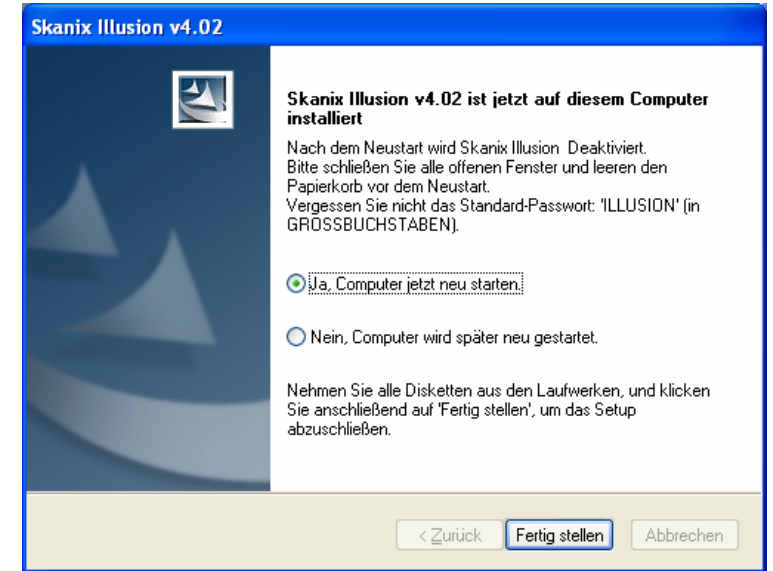 Skanix Illusion v4.02
Skanix Illusion v4.02 ist jetzt auf diesem Computer
installiert
Nach dem Neustart wird Skanix Illusion  Deaktiviert.
Bitte schließen Sie alle offenen Fenster und leeren den
Papierkorb vor dem Neustart.
Vergessen Sie nicht das Standard-Passwort: 'ILLUSION' (in
GROSSBUCHSTABEN).
Ja, Computer jetzt neu starten.
Nein, Computer wird später neu gestartet.
Nehmen Sie alle Disketten aus den Laufwerken, und klicken
Sie anschließend auf 'Fertig stellen', um das Setup
abzuschließen.
< Zurück Fertig stellen Abbrechen